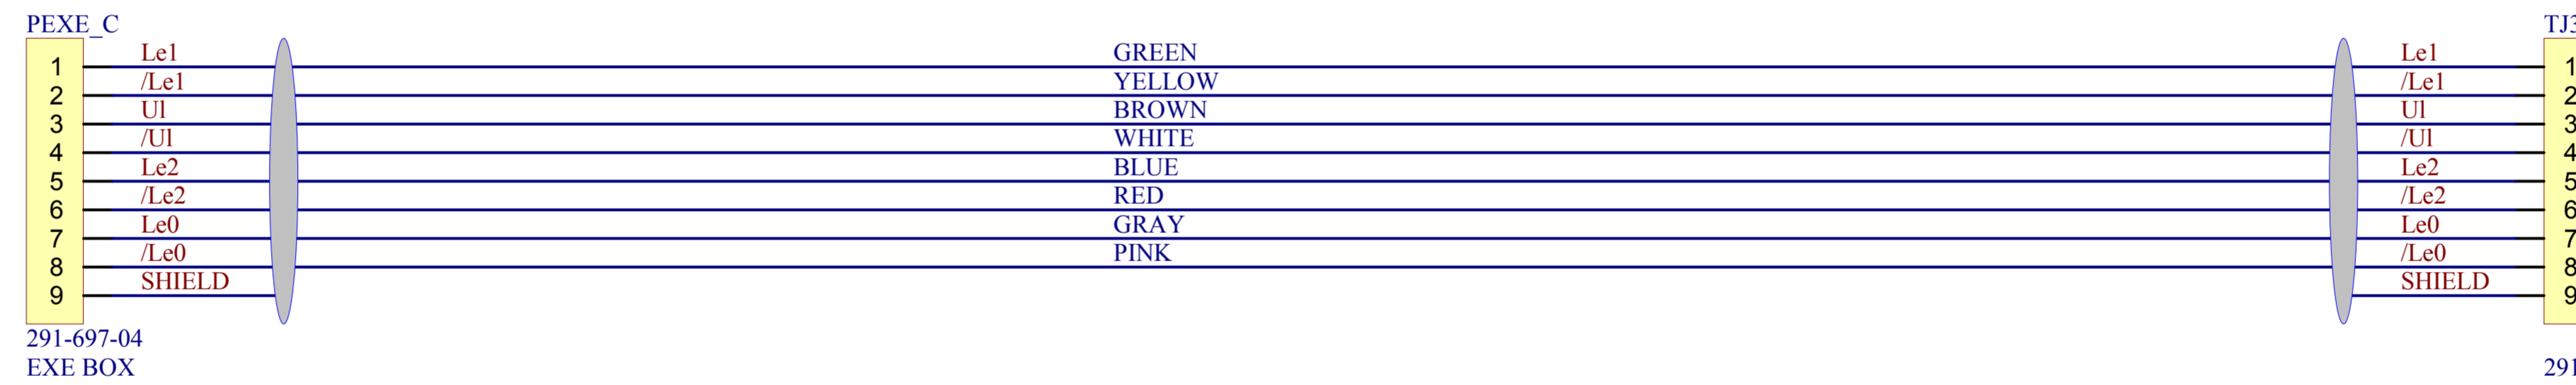 PEXE_C
TJ3
1 Le1 GREEN Le1 1
2 /Le1 YELLOW /Le1 2
3 Ul BROWN Ul 3
4 /Ul WHITE /Ul 4
5 Le2 BLUE Le2 5
6 /Le2 RED /Le2 6
7 Le0 GRAY Le0 7
8 /Le0 PINK /Le0 8
9 SHIELD SHIELD 9
291-697-04
EXE BOX
291